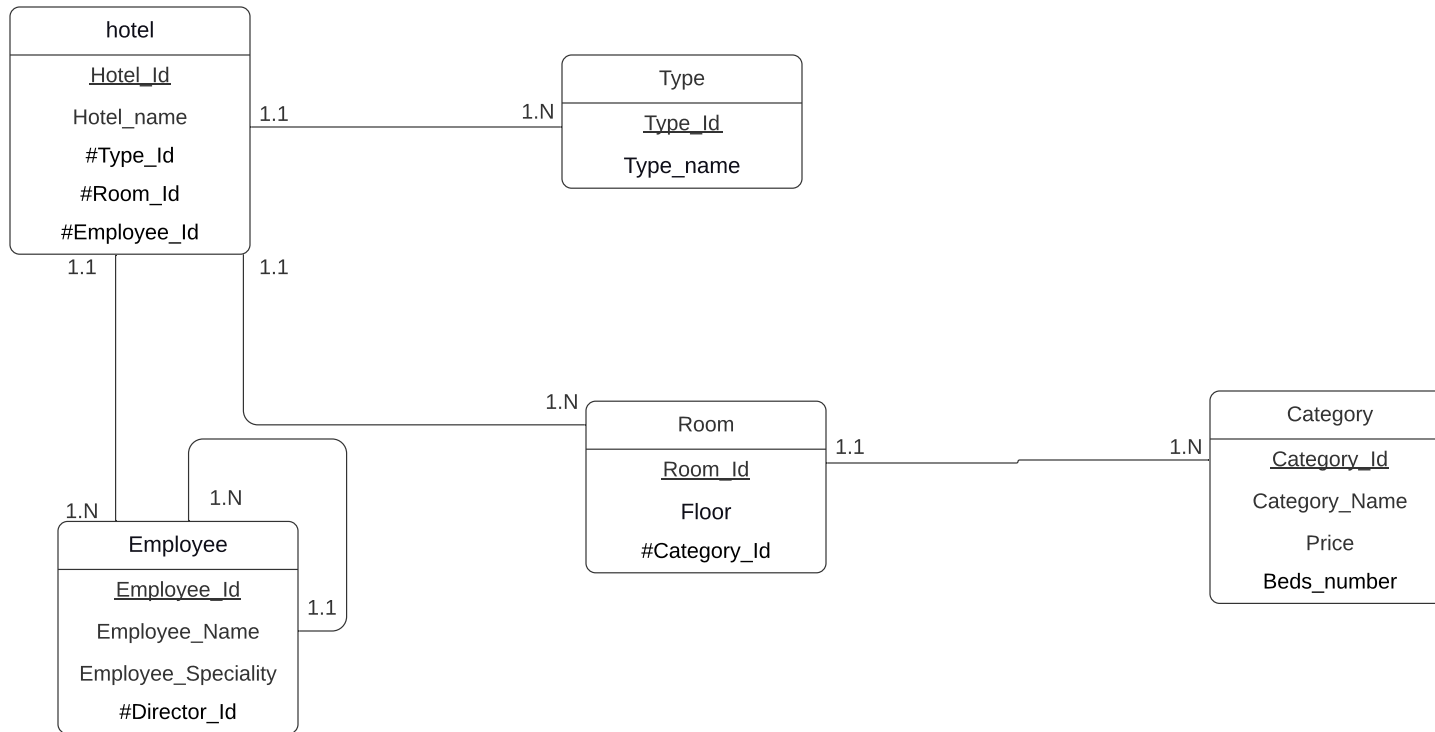 hotel
Hotel_Id
Hotel_name
#Type_Id
#Room_Id
#Employee_Id
1.1
1.N
Type
Type_Id
Type_name
1.1
1.1
1.N
Room
Room_Id
Floor
#Category_Id
1.1
1.N
Category
Category_Id
Category_Name
Price
Beds_number
1.N
1.N
Employee
Employee_Id
Employee_Name
Employee_Speciality
#Director_Id
1.1